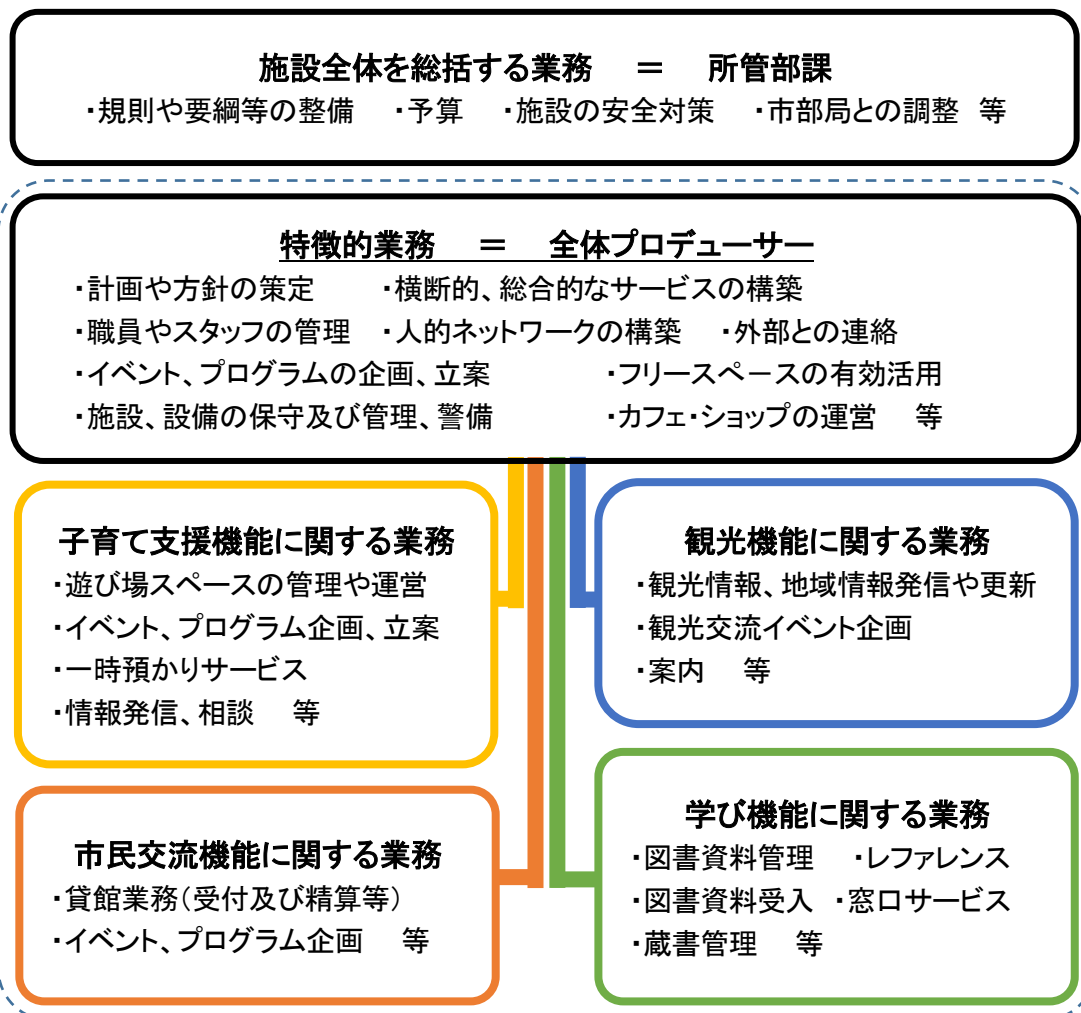 施設全体を総括する業務　＝　所管部課
・規則や要綱等の整備　・予算　・施設の安全対策　・市部局との調整　等
特徴的業務　＝　全体プロデューサー
・計画や方針の策定　・横断的、総合的なサービスの構築
・職員やスタッフの管理　・人的ネットワークの構築　・外部との連絡
・イベント、プログラムの企画、立案　・フリースペースの有効活用
・施設、設備の保守及び管理、警備　・カフェ・ショップの運営　等
子育て支援機能に関する業務
・遊び場スペースの管理や運営
・イベント、プログラム企画、立案
・一時預かりサービス
・情報発信、相談　等
観光機能に関する業務
・観光情報、地域情報発信や更新
・観光交流イベント企画
・案内　等
市民交流機能に関する業務
・貸館業務（受付及び精算等）
・イベント、プログラム企画　等
学び機能に関する業務
・図書資料管理　・レファレンス
・図書資料受入　・窓口サービス
・蔵書管理　等